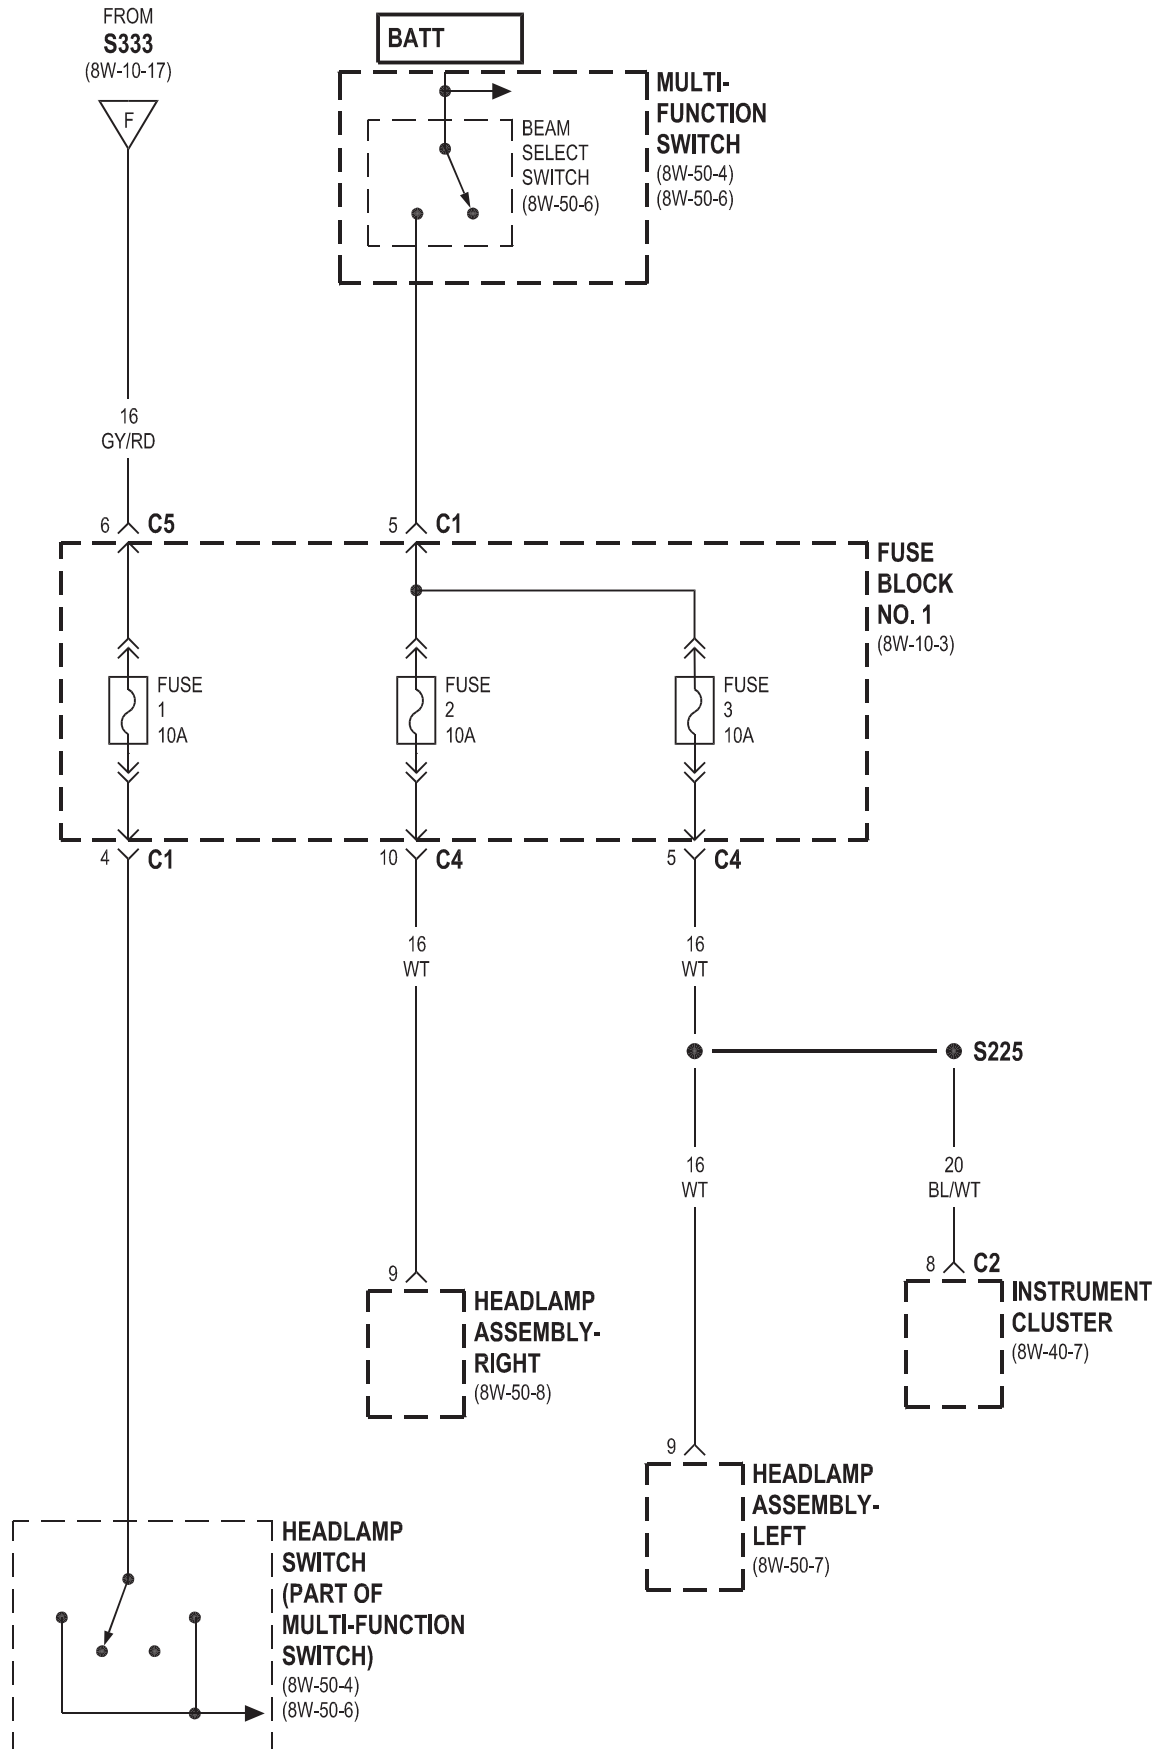 FROM
S333
(8W-10-17)
F
BATT
MULTI-
FUNCTION
SWITCH
(8W-50-4)
(8W-50-6)
BEAM
SELECT
SWITCH
(8W-50-6)
16
GY/RD
6 C5
5 C1
FUSE
BLOCK
NO. 1
(8W-10-3)
FUSE
1
10A
FUSE
2
10A
FUSE
3
10A
4 C1
10 C4
5 C4
16
WT
16
WT
S225
16
WT
20
BL/WT
8 C2
INSTRUMENT
CLUSTER
(8W-40-7)
9
HEADLAMP
ASSEMBLY-
RIGHT
(8W-50-8)
9
HEADLAMP
ASSEMBLY-
LEFT
(8W-50-7)
HEADLAMP
SWITCH
(PART OF
MULTI-FUNCTION
SWITCH)
(8W-50-4)
(8W-50-6)